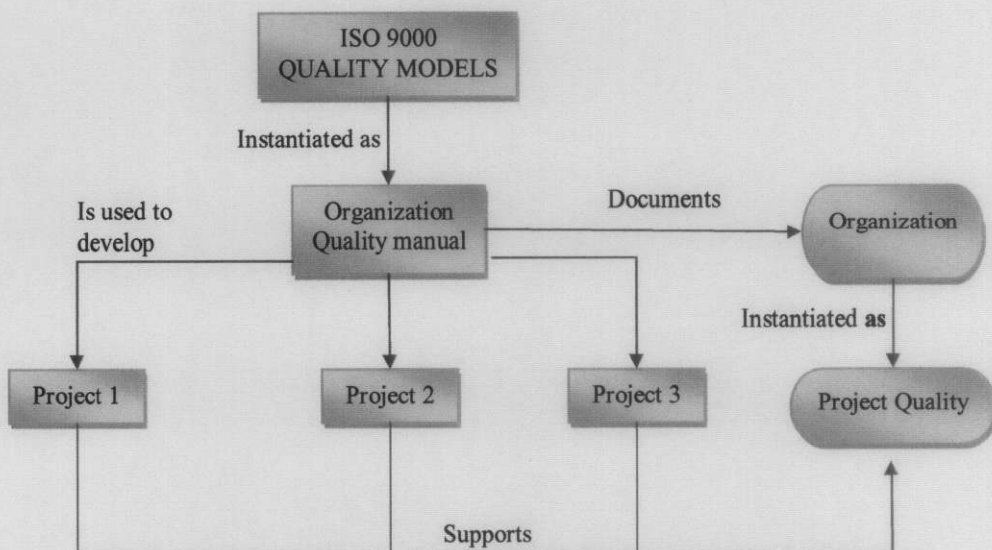 ISO 9000
QUALITY MODELS
Instantiated as
Is used to
develop
Organization
Quality manual
Documents
Organization
Instantiated as
Project 1
Project 2
Project 3
Project Quality
Supports